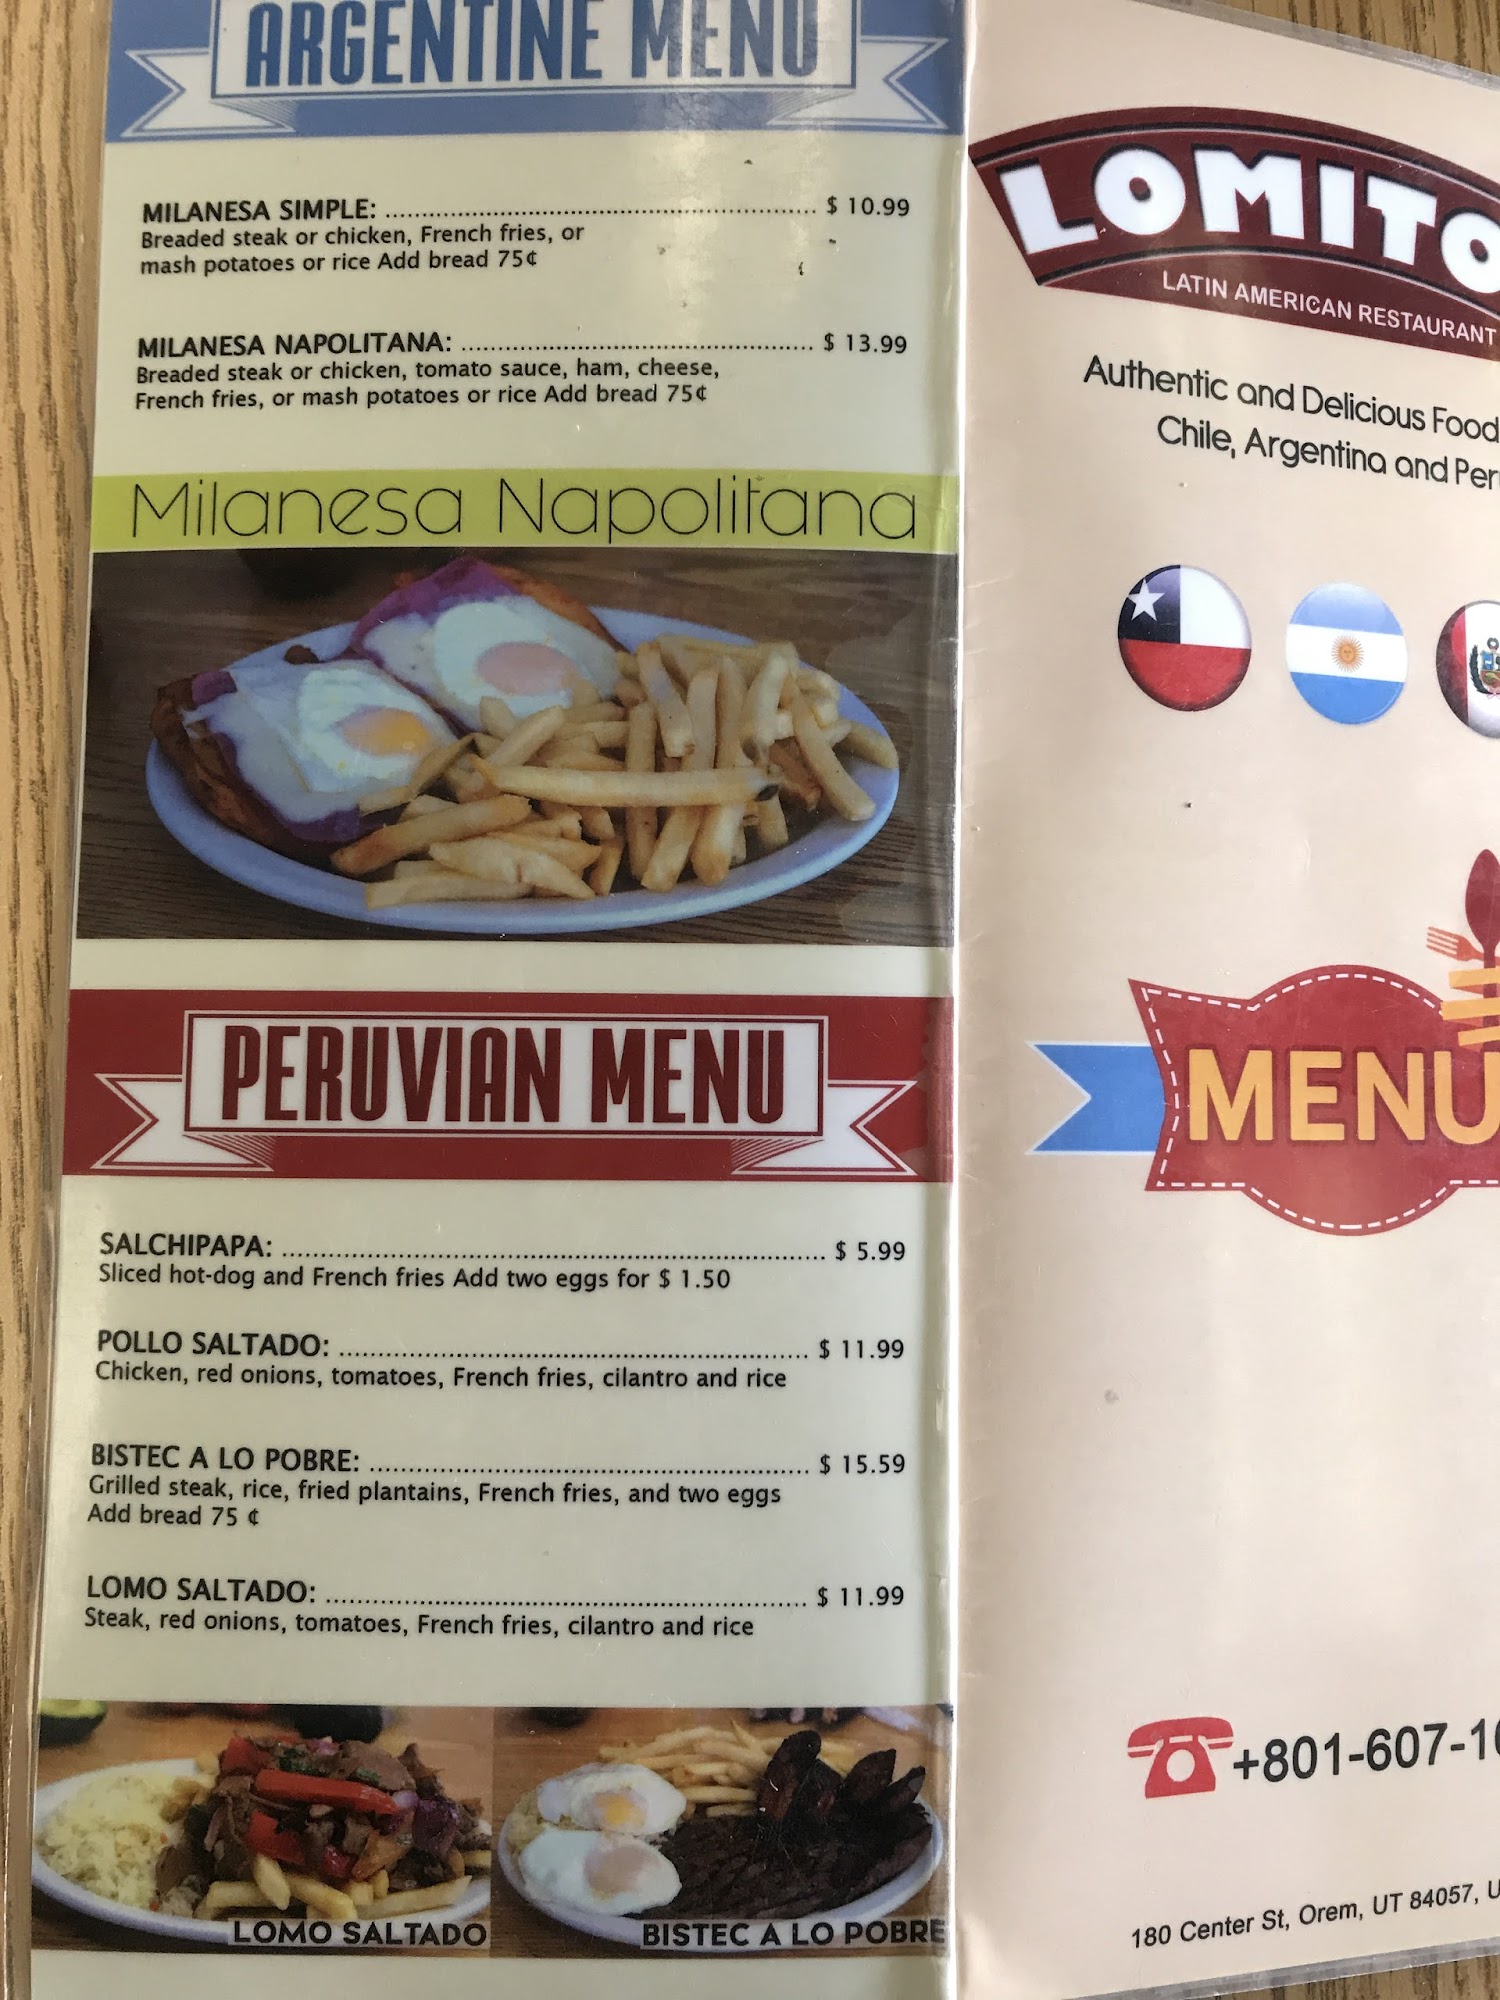 ARGENTINE MENU
MILANESA SIMPLE: $ 10.99
Breaded steak or chicken, French fries, or
mash potatoes or rice Add bread 75¢
MILANESA NAPOLITANA: $ 13.99
Breaded steak or chicken, tomato sauce, ham, cheese,
French fries, or mash potatoes or rice Add bread 75¢
Milanesa Napolitana
PERUVIAN MENU
SALCHIPAPA: $ 5.99
Sliced hot-dog and French fries Add two eggs for $ 1.50
POLLO SALTADO: $ 11.99
Chicken, red onions, tomatoes, French fries, cilantro and rice
BISTEC A LO POBRE: $ 15.59
Grilled steak, rice, fried plantains, French fries, and two eggs
Add bread 75 ¢
LOMO SALTADO: $ 11.99
Steak, red onions, tomatoes, French fries, cilantro and rice
LOMO SALTADO
BISTEC A LO POBRE
LOMITO
LATIN AMERICAN RESTAURANT
Authentic and Delicious Food
Chile, Argentina and
MENU
+801-607-
180 Center St, Orem, UT 84057,